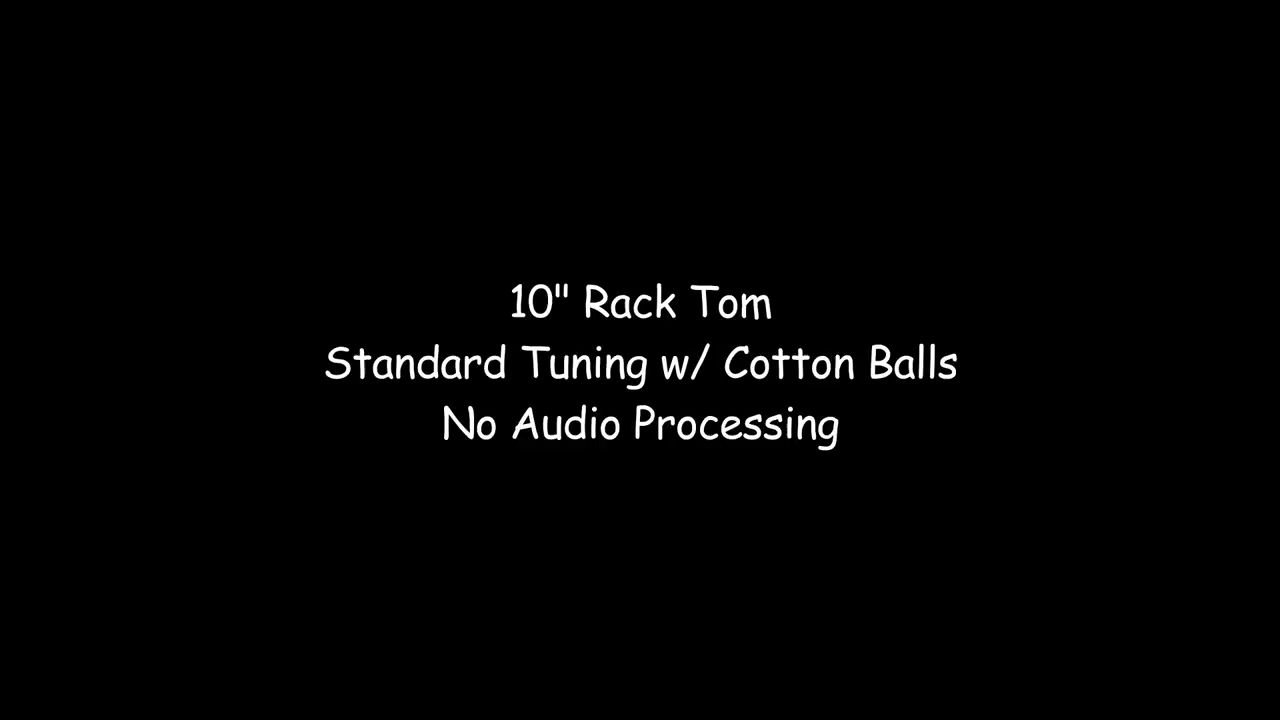 10" Rack Tom
Standard Tuning w/ Cotton Balls
No Audio Processing